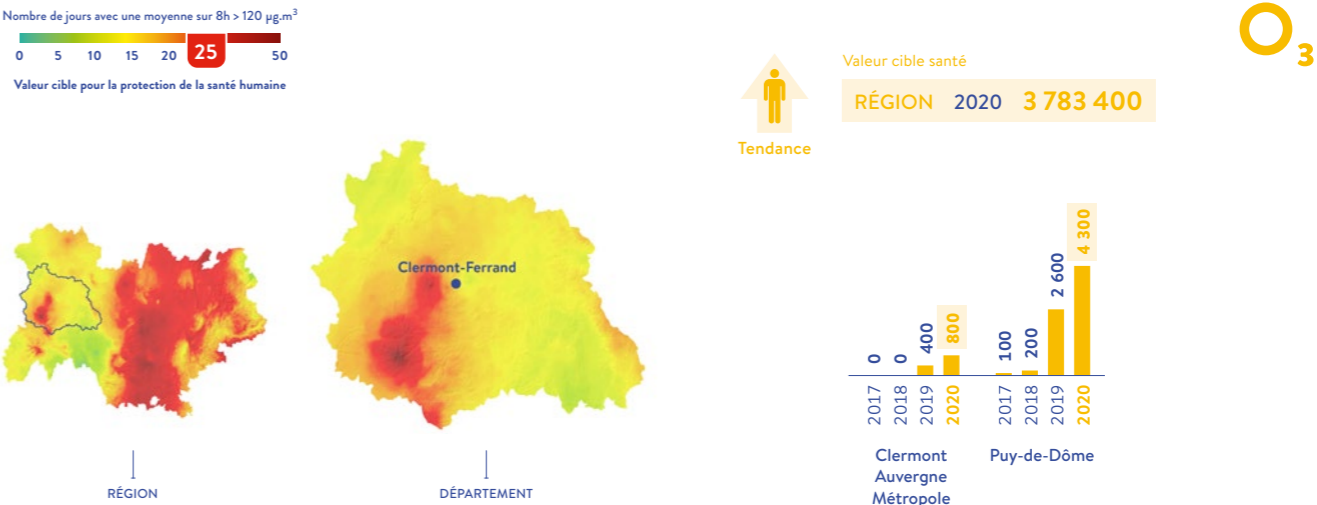 Nombre de jours avec une moyenne sur 8h > 120 µg.m³
0 5 10 15 20 25 50
Valeur cible pour la protection de la santé humaine
O₃
Valeur cible santé
RÉGION 2020 3 783 400
Tendance
Clermont-Ferrand
RÉGION
DÉPARTEMENT
0 0 400 800
2017 2018 2019 2020
Clermont
Auvergne
Métropole
100 200 2 600 4 300
2017 2018 2019 2020
Puy-de-Dôme